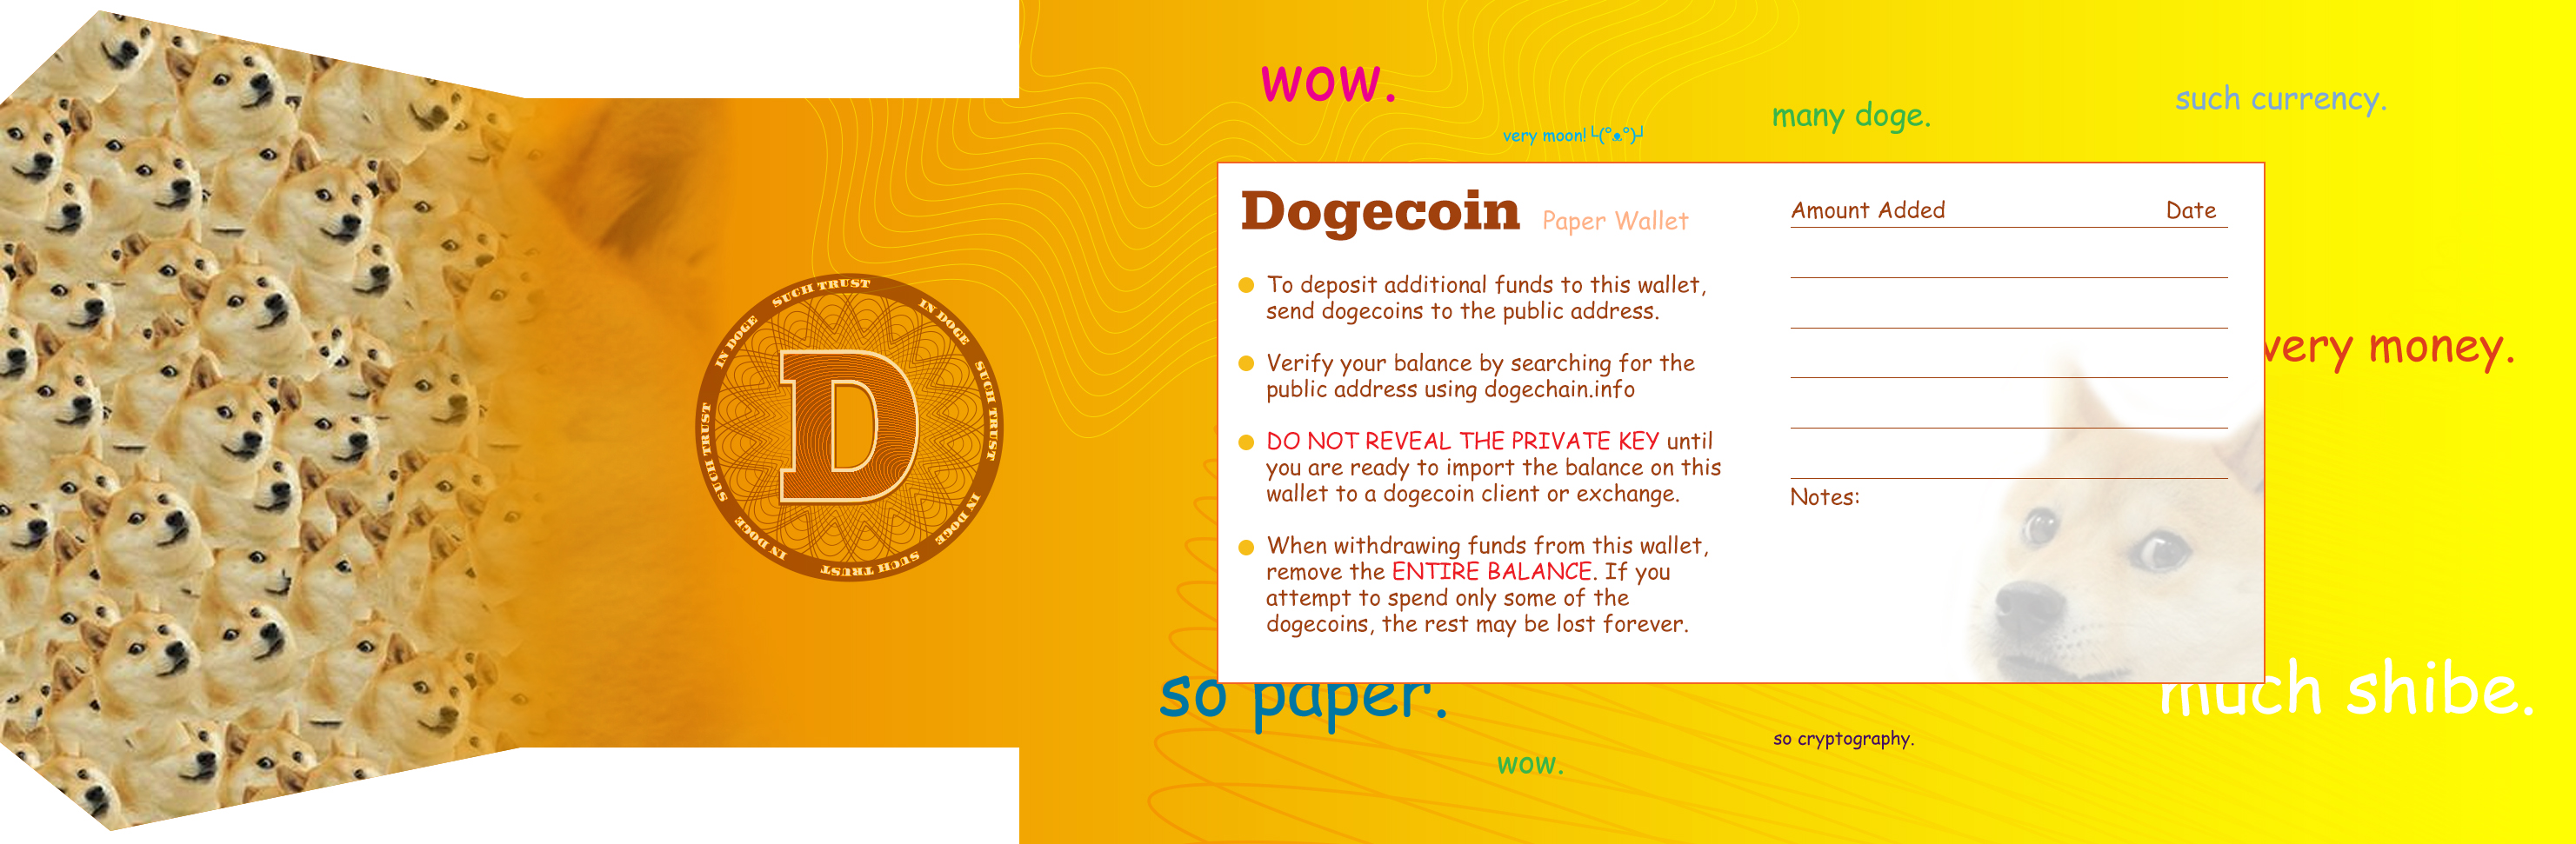 wow.
very moon! └(°ᴥ°)┘
many doge.
such currency.
SUCH TRUST IN DOGE SUCH TRUST IN DOGE SUCH TRUST IN DOGE SUCH TRUST IN DOGE
D
Dogecoin Paper Wallet
To deposit additional funds to this wallet,
send dogecoins to the public address.
Verify your balance by searching for the
public address using dogechain.info
DO NOT REVEAL THE PRIVATE KEY until
you are ready to import the balance on this
wallet to a dogecoin client or exchange.
When withdrawing funds from this wallet,
remove the ENTIRE BALANCE. If you
attempt to spend only some of the
dogecoins, the rest may be lost forever.
Amount Added Date
Notes:
very money.
so paper.
much shibe.
wow.
so cryptography.